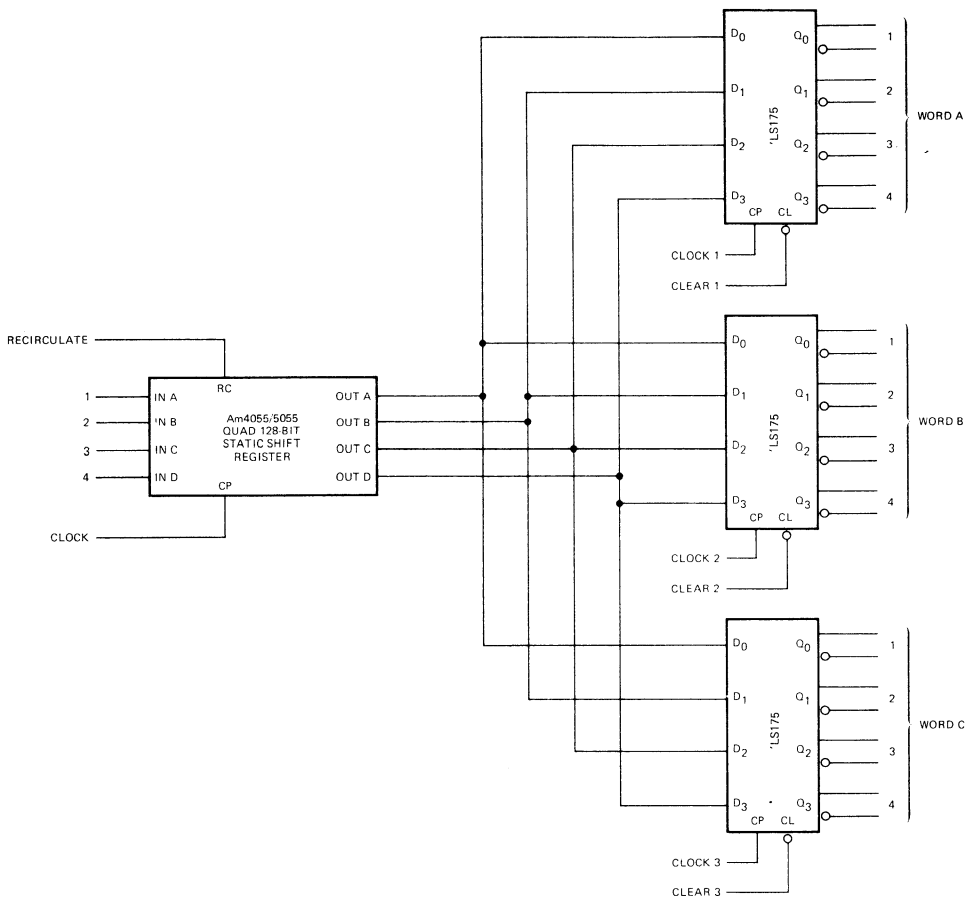 D0 Q0 1
D1 Q1 2
D2 Q2 3
D3 Q3 4
'LS175
CP CL
WORD A
CLOCK 1
CLEAR 1
RECIRCULATE
RC
1 IN A OUT A
2 IN B OUT B
3 IN C OUT C
4 IN D OUT D
Am4055/5055
QUAD 128-BIT
STATIC SHIFT
REGISTER
CP
CLOCK
D0 Q0 1
D1 Q1 2
D2 Q2 3
D3 Q3 4
'LS175
CP CL
WORD B
CLOCK 2
CLEAR 2
D0 Q0 1
D1 Q1 2
D2 Q2 3
D3 Q3 4
'LS175
CP CL
WORD C
CLOCK 3
CLEAR 3